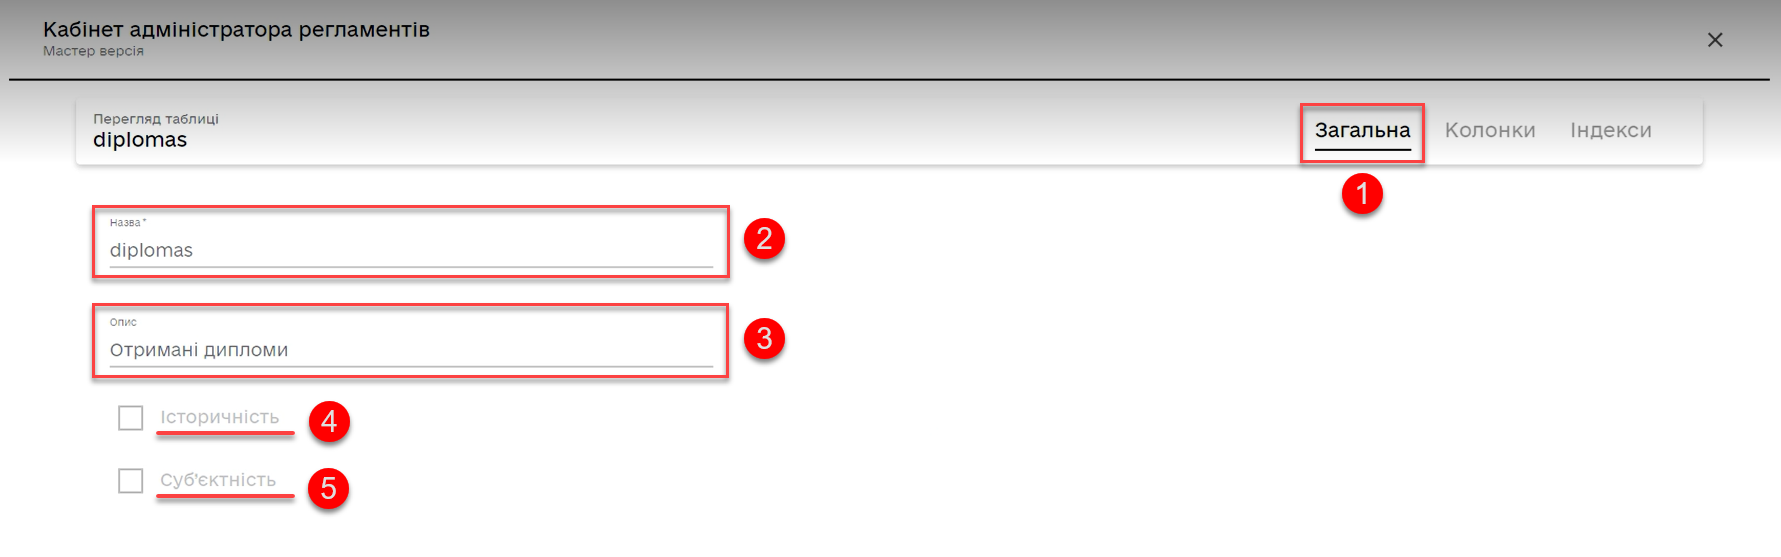 Кабінет адміністратора регламентів
Мастер версія
Перегляд таблиці
diplomas
Загальна Колонки Індекси
1
Назва*
diplomas
2
Опис
Отримані дипломи
3
Історичність
4
Суб'єктність
5